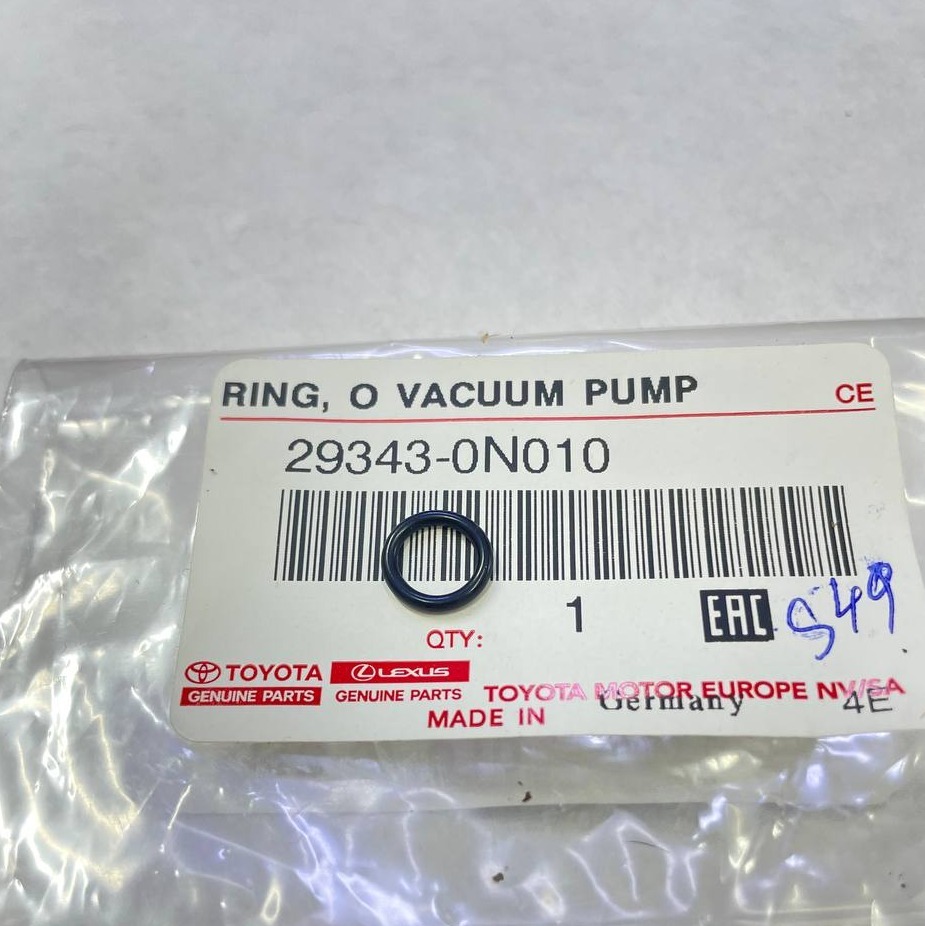 RING, O VACUUM PUMP CE
29343-0N010
QTY: 1 EAC S49
TOYOTA LEXUS
GENUINE PARTS GENUINE PARTS TOYOTA MOTOR EUROPE NV/SA
MADE IN Germany 4E